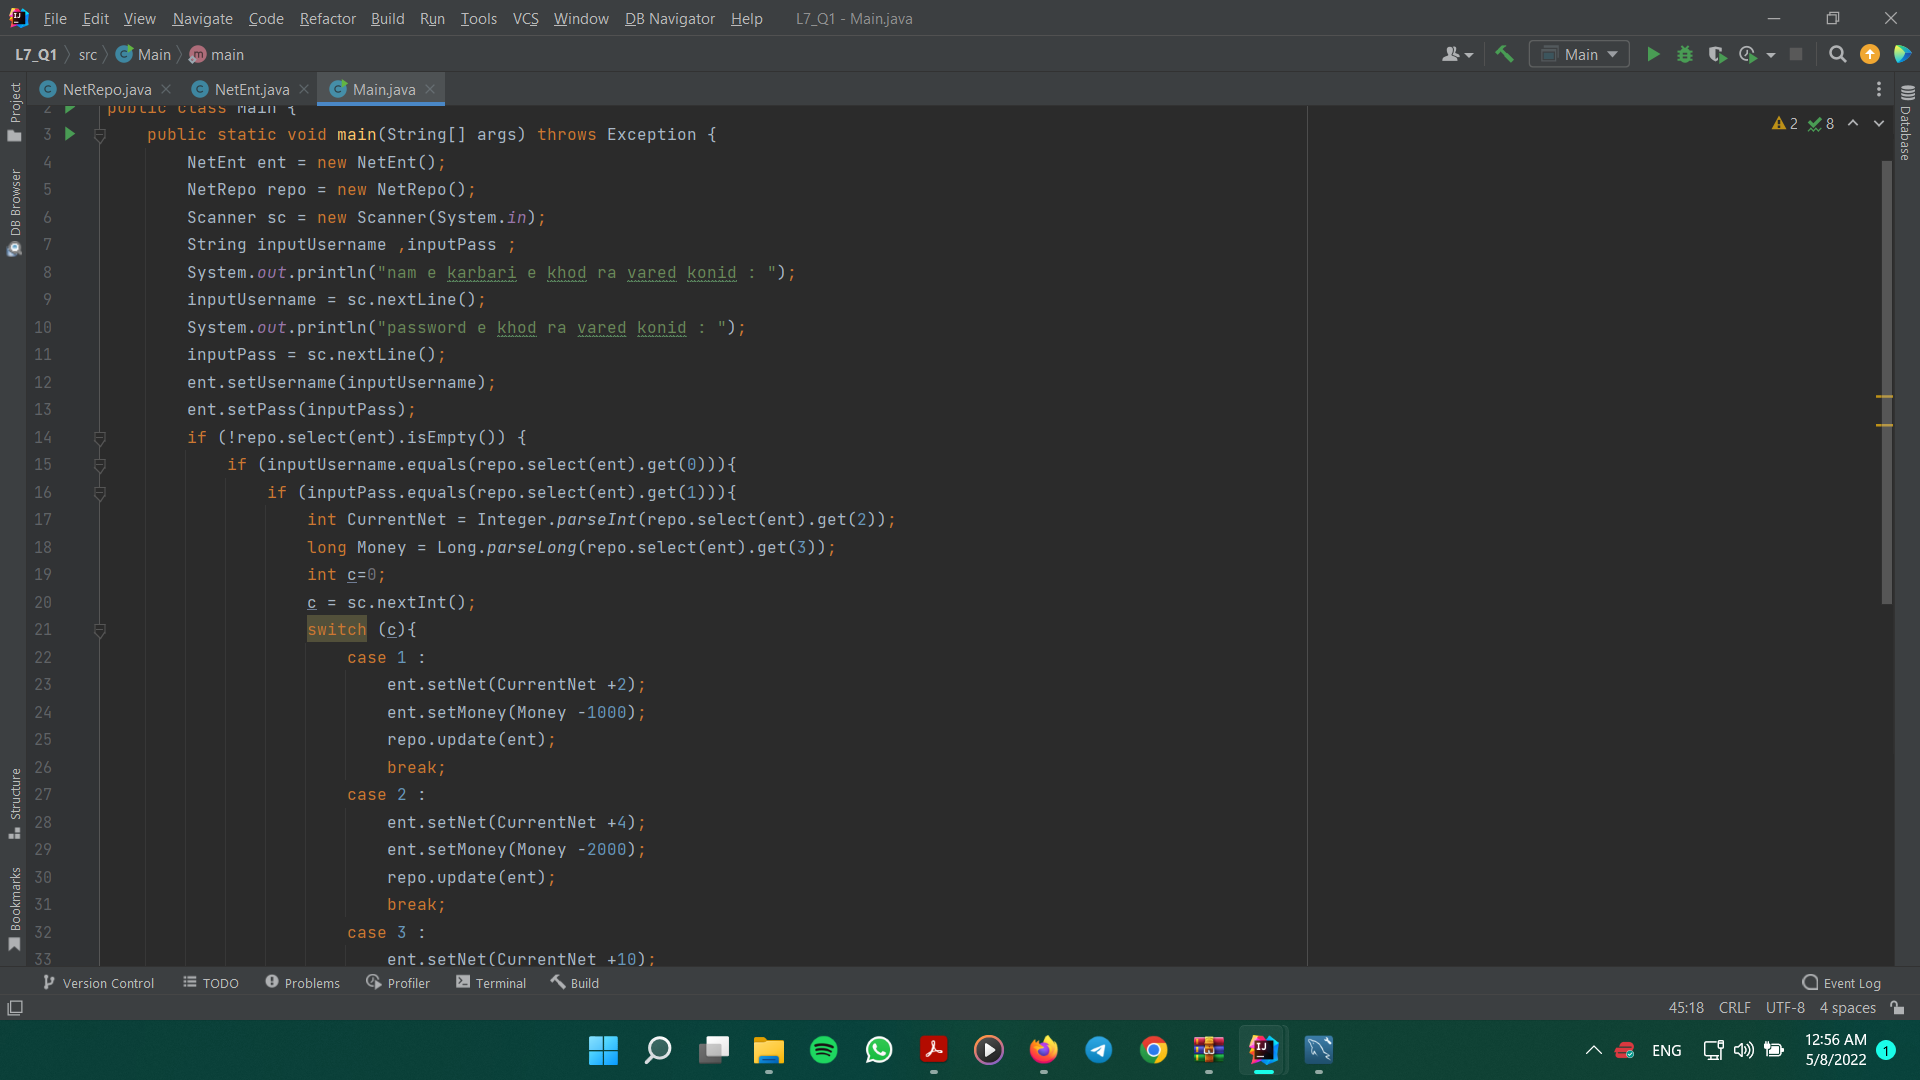 File Edit View Navigate Code Refactor Build Run Tools VCS Window DB Navigator Help L7_Q1 - Main.java
L7_Q1 src Main main Main
NetRepo.java NetEnt.java Main.java
2 public class Main {
3 public static void main(String[] args) throws Exception {
4 NetEnt ent = new NetEnt();
5 NetRepo repo = new NetRepo();
6 Scanner sc = new Scanner(System.in);
7 String inputUsername ,inputPass ;
8 System.out.println("nam e karbari e khod ra vared konid : ");
9 inputUsername = sc.nextLine();
10 System.out.println("password e khod ra vared konid : ");
11 inputPass = sc.nextLine();
12 ent.setUsername(inputUsername);
13 ent.setPass(inputPass);
14 if (!repo.select(ent).isEmpty()) {
15 if (inputUsername.equals(repo.select(ent).get(0))){
16 if (inputPass.equals(repo.select(ent).get(1))){
17 int CurrentNet = Integer.parseInt(repo.select(ent).get(2));
18 long Money = Long.parseLong(repo.select(ent).get(3));
19 int c=0;
20 c = sc.nextInt();
21 switch (c){
22 case 1 :
23 ent.setNet(CurrentNet +2);
24 ent.setMoney(Money -1000);
25 repo.update(ent);
26 break;
27 case 2 :
28 ent.setNet(CurrentNet +4);
29 ent.setMoney(Money -2000);
30 repo.update(ent);
31 break;
32 case 3 :
33 ent.setNet(CurrentNet +10);
2 8
Project
DB Browser
Structure
Bookmarks
Database
Version Control TODO Problems Profiler Terminal Build Event Log
45:18 CRLF UTF-8 4 spaces
ENG 12:56 AM
5/8/2022 1